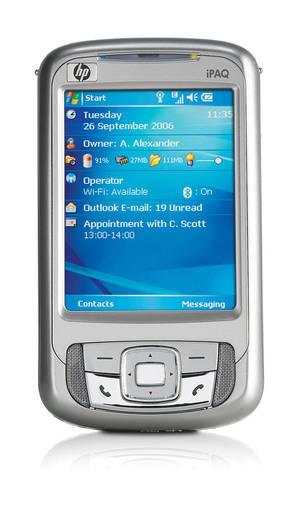 hp
iPAQ
Start
Tuesday 11:35
26 September 2006
Owner: A. Alexander
91% 27MB 111MB
Operator
Wi-Fi: Available : On
Outlook E-mail: 19 Unread
Appointment with C. Scott
13:00-14:00
Contacts Messaging